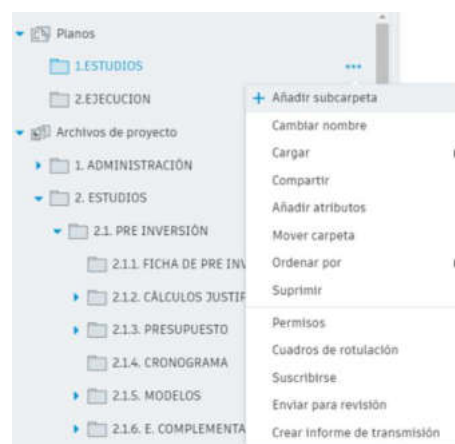 Planos
1.ESTUDIOS
2.EJECUCION
Archivos de proyecto
1. ADMINISTRACIÓN
2. ESTUDIOS
2.1. PRE INVERSIÓN
2.1.1. FICHA DE PRE INV
2.1.2. CÁLCULOS JUSTIF
2.1.3. PRESUPUESTO
2.1.4. CRONOGRAMA
2.1.5. MODELOS
2.1.6. E. COMPLEMENTA
Añadir subcarpeta
Cambiar nombre
Cargar
Compartir
Añadir atributos
Mover carpeta
Ordenar por
Suprimir
Permisos
Cuadros de rotulación
Suscribirse
Enviar para revisión
Crear informe de transmisión